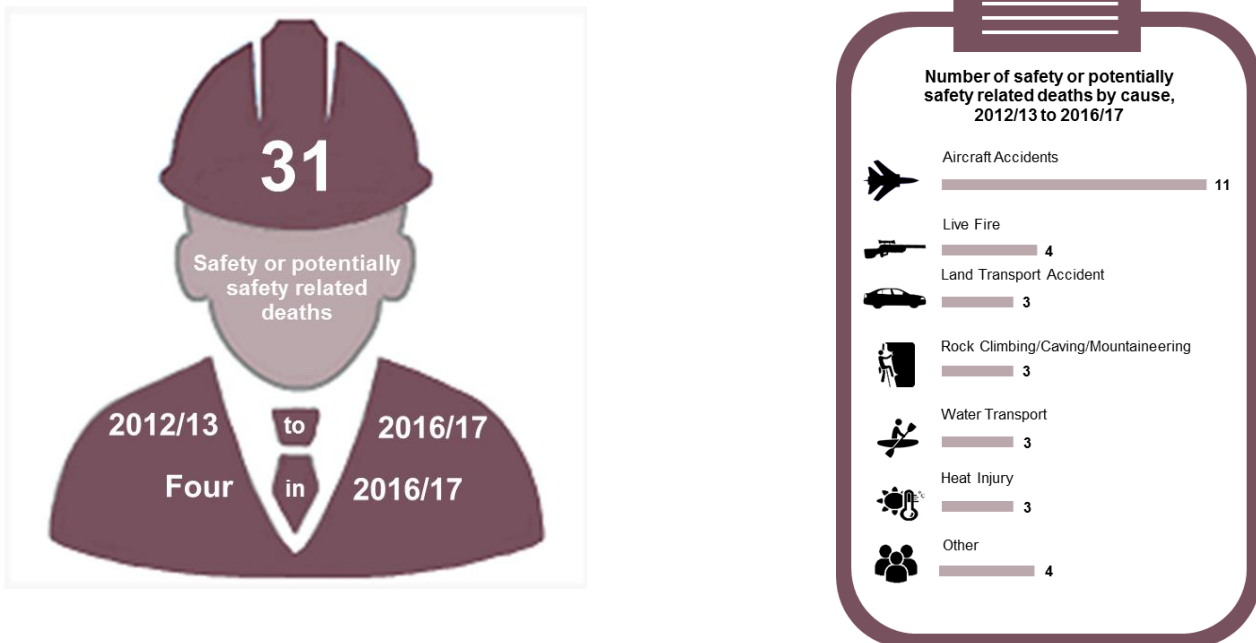 31
Safety or potentially
safety related
deaths
2012/13 to 2016/17
Four in 2016/17
Number of safety or potentially
safety related deaths by cause,
2012/13 to 2016/17
Aircraft Accidents
11
Live Fire
4
Land Transport Accident
3
Rock Climbing/Caving/Mountaineering
3
Water Transport
3
Heat Injury
°C
3
Other
4